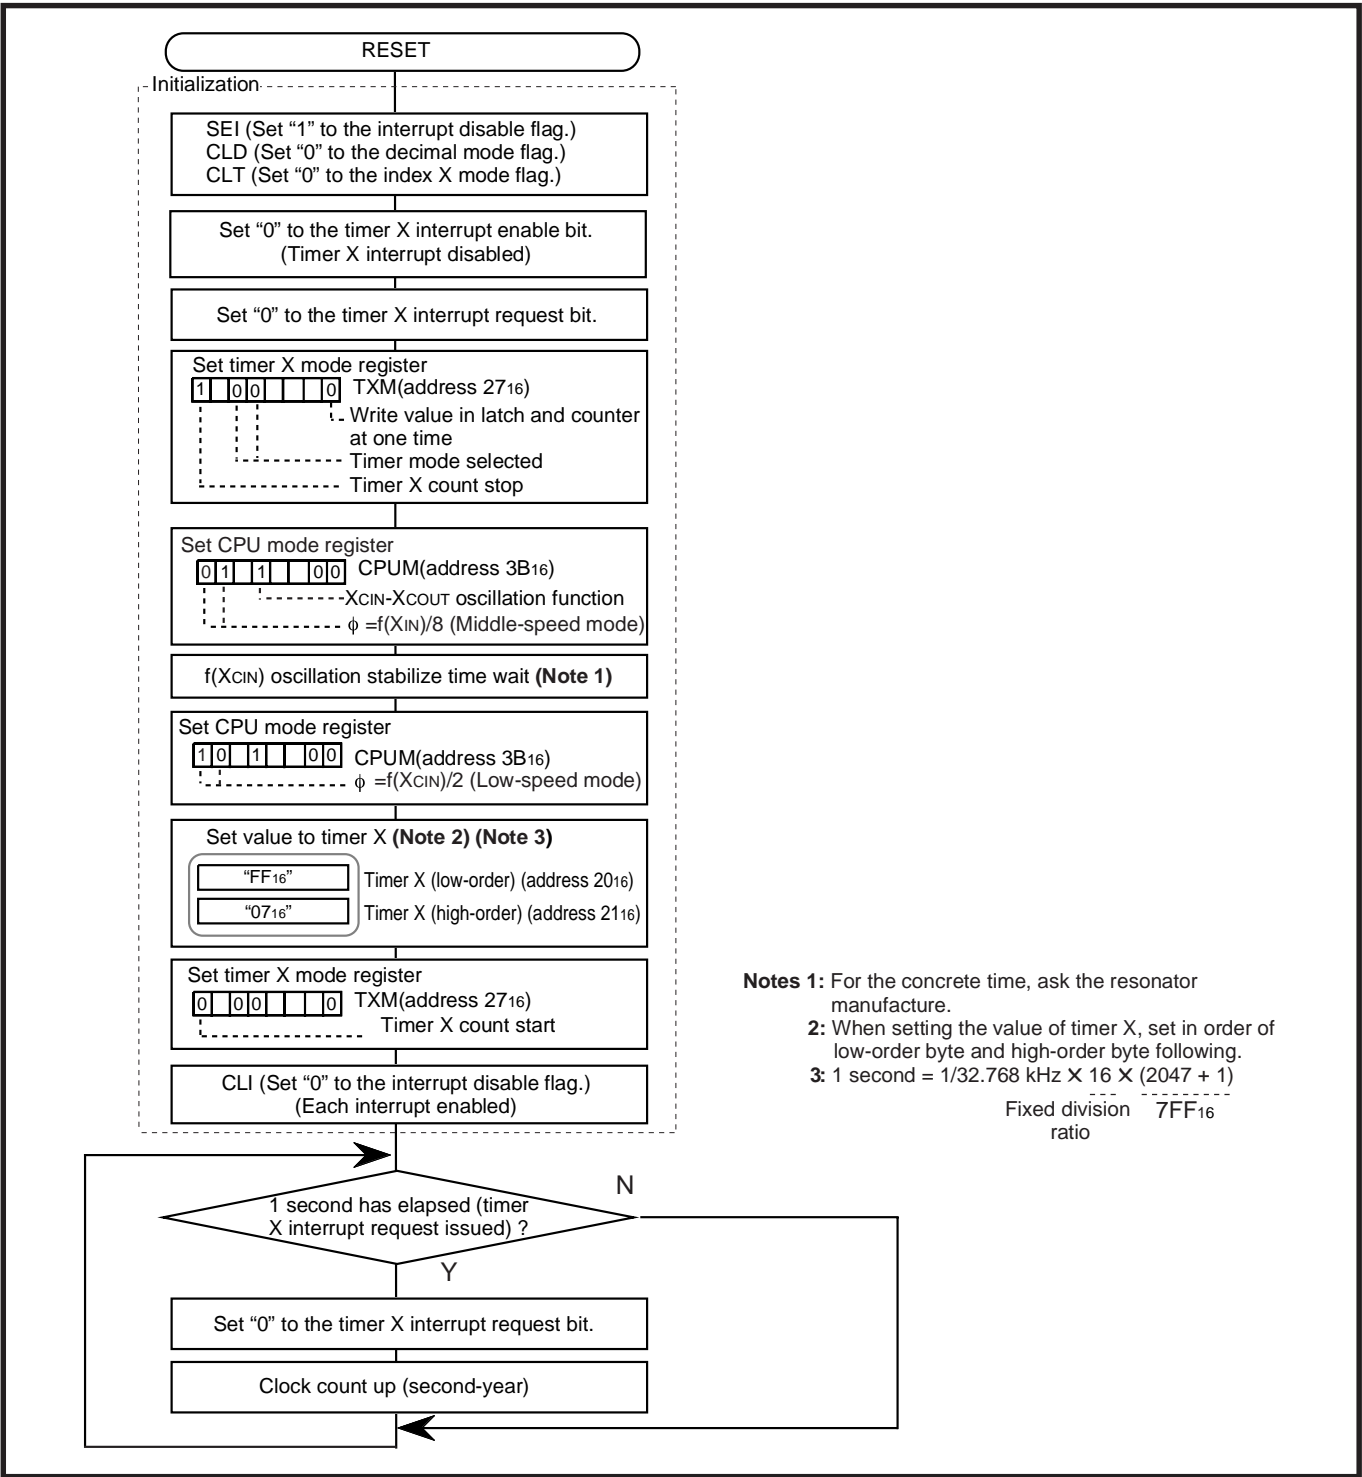 RESET
Initialization
SEI (Set “1” to the interrupt disable flag.)
CLD (Set “0” to the decimal mode flag.)
CLT (Set “0” to the index X mode flag.)
Set “0” to the timer X interrupt enable bit.
(Timer X interrupt disabled)
Set “0” to the timer X interrupt request bit.
Set timer X mode register
1 0 0 0 TXM(address 2716)
Write value in latch and counter
at one time
Timer mode selected
Timer X count stop
Set CPU mode register
0 1 1 0 0 CPUM(address 3B16)
XCIN-XCOUT oscillation function
ϕ =f(XIN)/8 (Middle-speed mode)
f(XCIN) oscillation stabilize time wait (Note 1)
Set CPU mode register
1 0 1 0 0 CPUM(address 3B16)
ϕ =f(XCIN)/2 (Low-speed mode)
Set value to timer X (Note 2) (Note 3)
“FF16” Timer X (low-order) (address 2016)
“0716” Timer X (high-order) (address 2116)
Set timer X mode register
0 0 0 0 TXM(address 2716)
Timer X count start
CLI (Set “0” to the interrupt disable flag.)
(Each interrupt enabled)
1 second has elapsed (timer
X interrupt request issued) ?
N
Y
Set “0” to the timer X interrupt request bit.
Clock count up (second-year)
Notes 1: For the concrete time, ask the resonator
manufacture.
2: When setting the value of timer X, set in order of
low-order byte and high-order byte following.
3: 1 second = 1/32.768 kHz ✕ 16 ✕ (2047 + 1)
Fixed division 7FF16
ratio